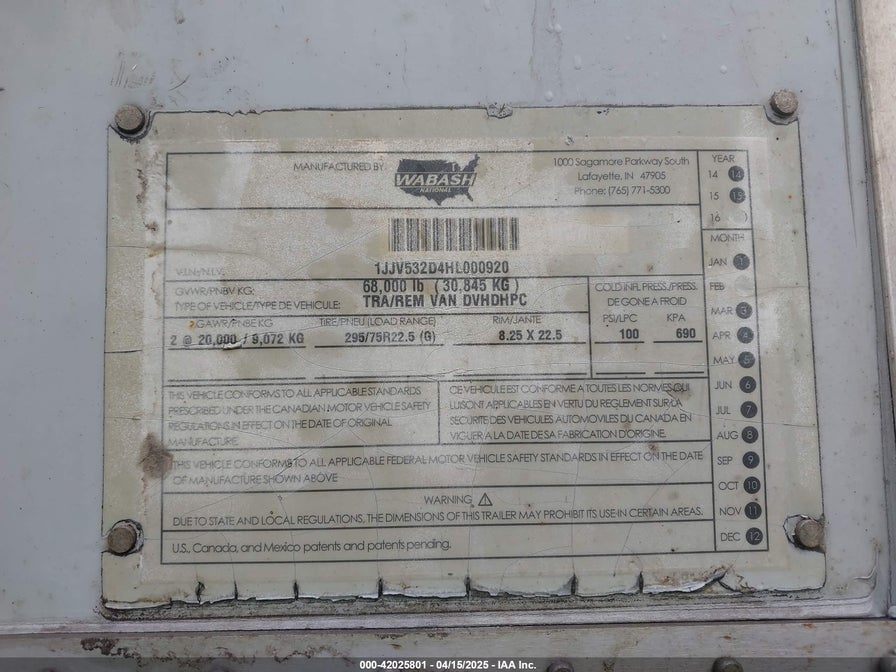 MANUFACTURED BY
WABASH
NATIONAL
1000 Sagamore Parkway South
Lafayette, IN 47905
Phone: (765) 771-5300
V.I.N./N.I.V.
1JJV532D4HL000920
GVWR/PNBV KG:
68,000 lb ( 30,845 KG )
TYPE OF VEHICLE/TYPE DE VEHICULE:
TRA/REM VAN DVHDHPC
COLD INFL.PRESS./PRESS.
DE GONE A FROID
PSI/LPC KPA
100 690
GAWR/PNBE KG TIRE/PNEU (LOAD RANGE) RIM/JANTE
2 @ 20,000 / 9,072 KG 295/75R22.5 (G) 8.25 X 22.5
THIS VEHICLE CONFORMS TO ALL APPLICABLE STANDARDS
PRESCRIBED UNDER THE CANADIAN MOTOR VEHICLE SAFETY
REGULATIONS IN EFFECT ON THE DATE OF ORIGINAL
MANUFACTURE.
CE VEHICULE EST CONFORME A TOUTES LES NORMES QUI
LUI SONT APPLICABLES EN VERTU DU REGLEMENT SUR LA
SECURITE DES VEHICULES AUTOMOVILES DU CANADA EN
VIGUER A LA DATE DE SA FABRICATION D'ORIGINE.
THIS VEHICLE CONFORMS TO ALL APPLICABLE FEDERAL MOTOR VEHICLE SAFETY STANDARDS IN EFFECT ON THE DATE
OF MANUFACTURE SHOWN ABOVE
WARNING
DUE TO STATE AND LOCAL REGULATIONS, THE DIMENSIONS OF THIS TRAILER MAY PROHIBIT ITS USE IN CERTAIN AREAS.
U.S., Canada, and Mexico patents and patents pending.
YEAR
14 14
15 15
16
MONTH
JAN 1
FEB
MAR 3
APR 4
MAY 5
JUN 6
JUL 7
AUG 8
SEP 9
OCT 10
NOV 11
DEC 12
000-42025801 - 04/15/2025 - IAA Inc.